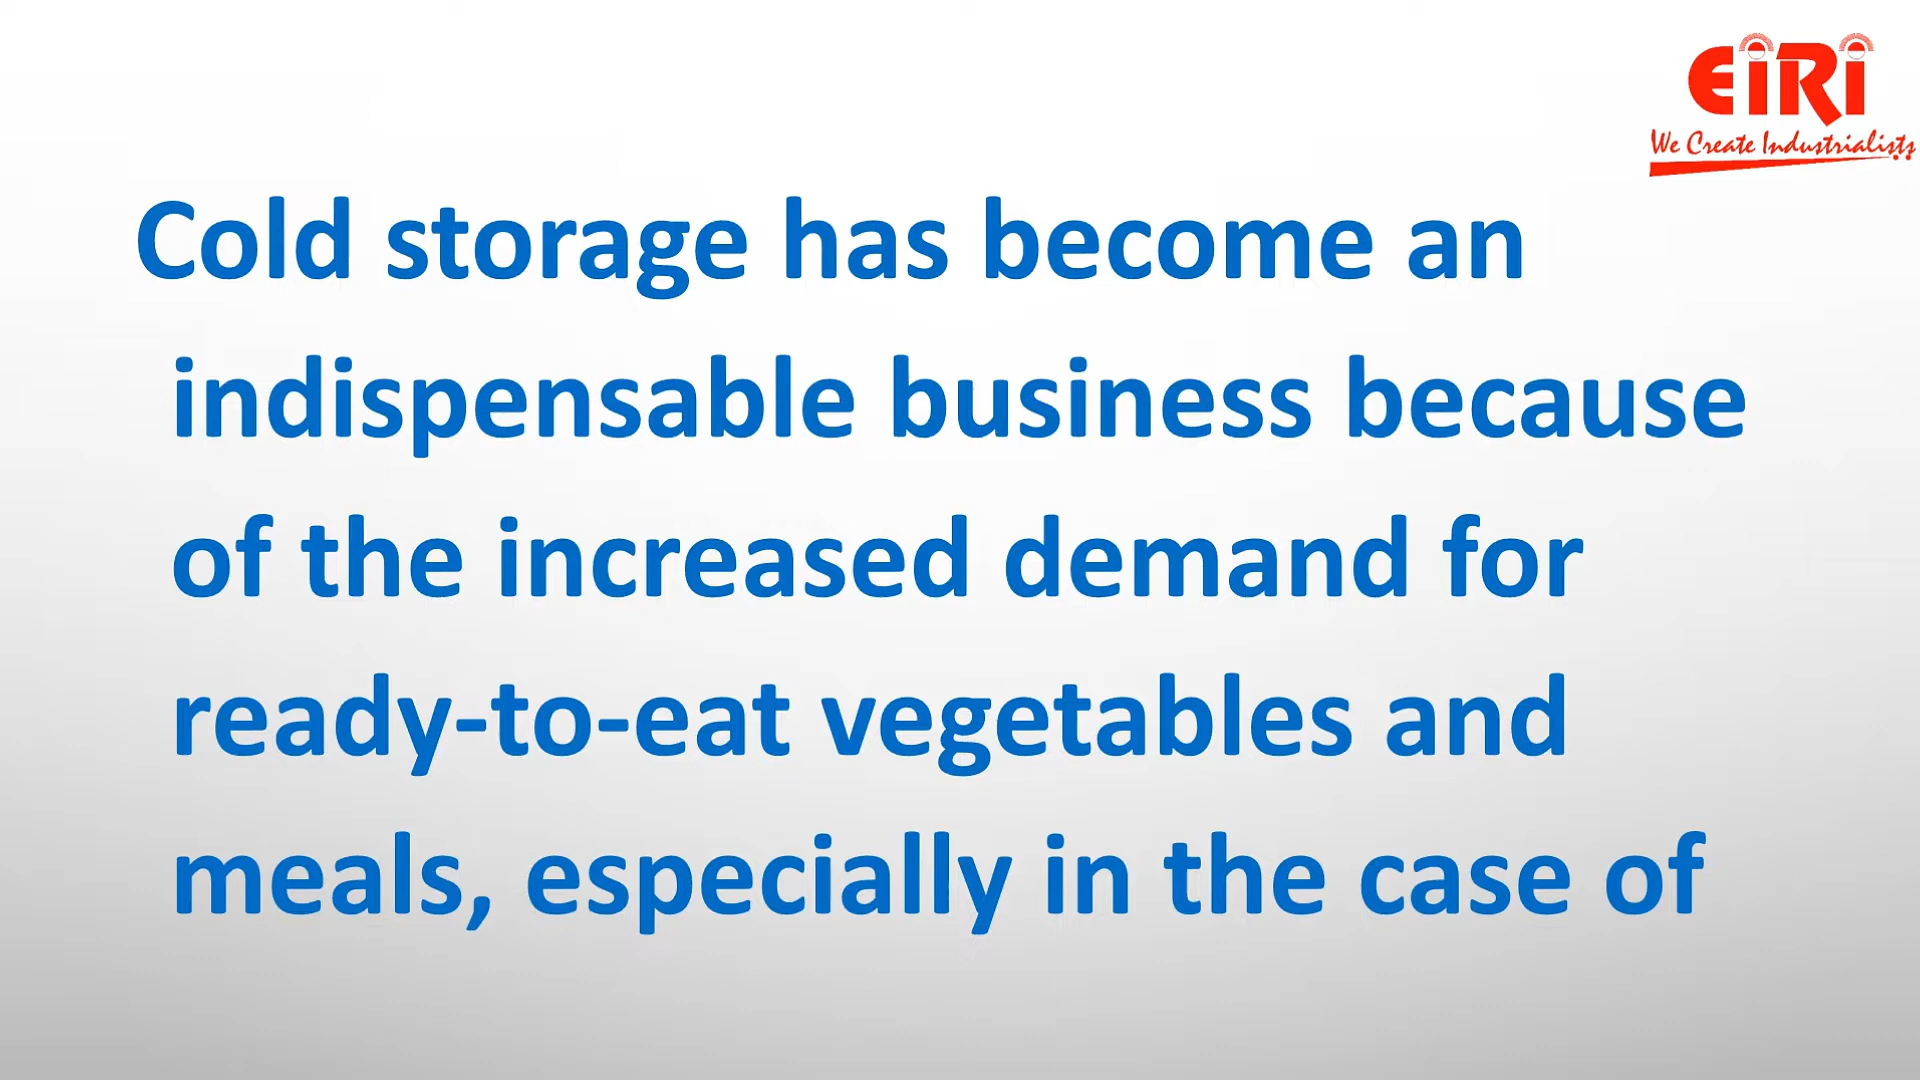 EiRi
We Create Industrialists
Cold storage has become an
indispensable business because
of the increased demand for
ready-to-eat vegetables and
meals, especially in the case of